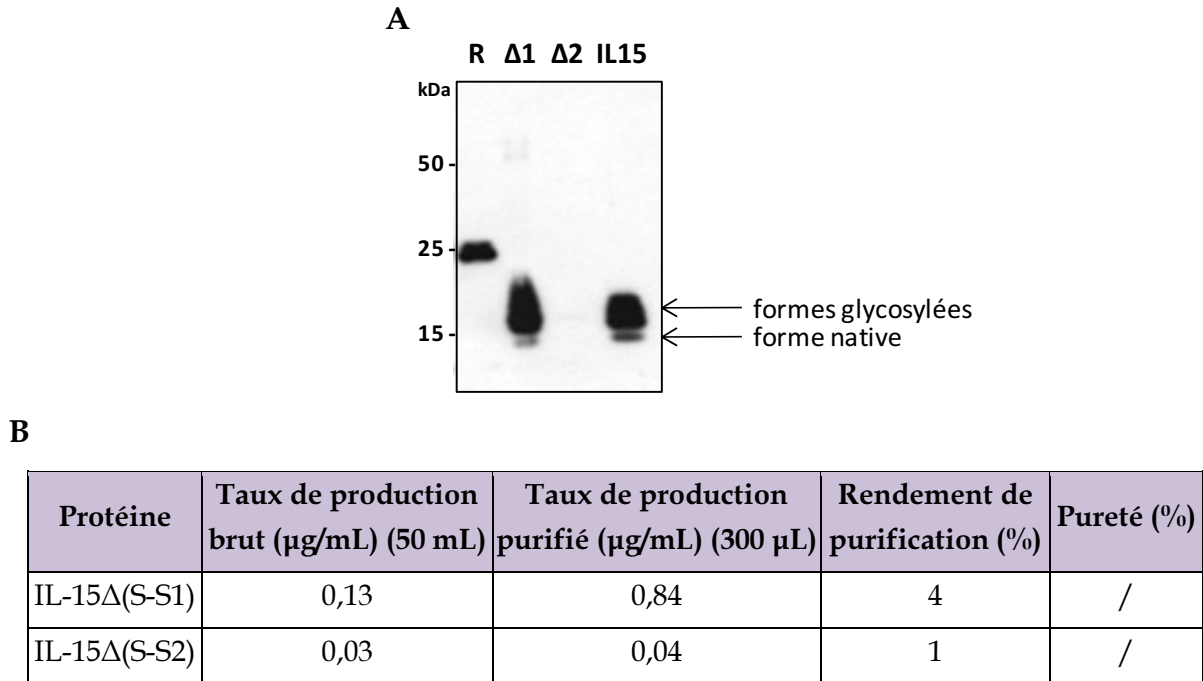 A
R Δ1 Δ2 IL15
kDa
50 -
25 -
formes glycosylées
15 -
forme native
B
Protéine
Taux de production brut (µg/mL) (50 mL)
Taux de production purifié (µg/mL) (300 µL)
Rendement de purification (%)
Pureté (%)
IL-15Δ(S-S1) 0,13 0,84 4 /
IL-15Δ(S-S2) 0,03 0,04 1 /